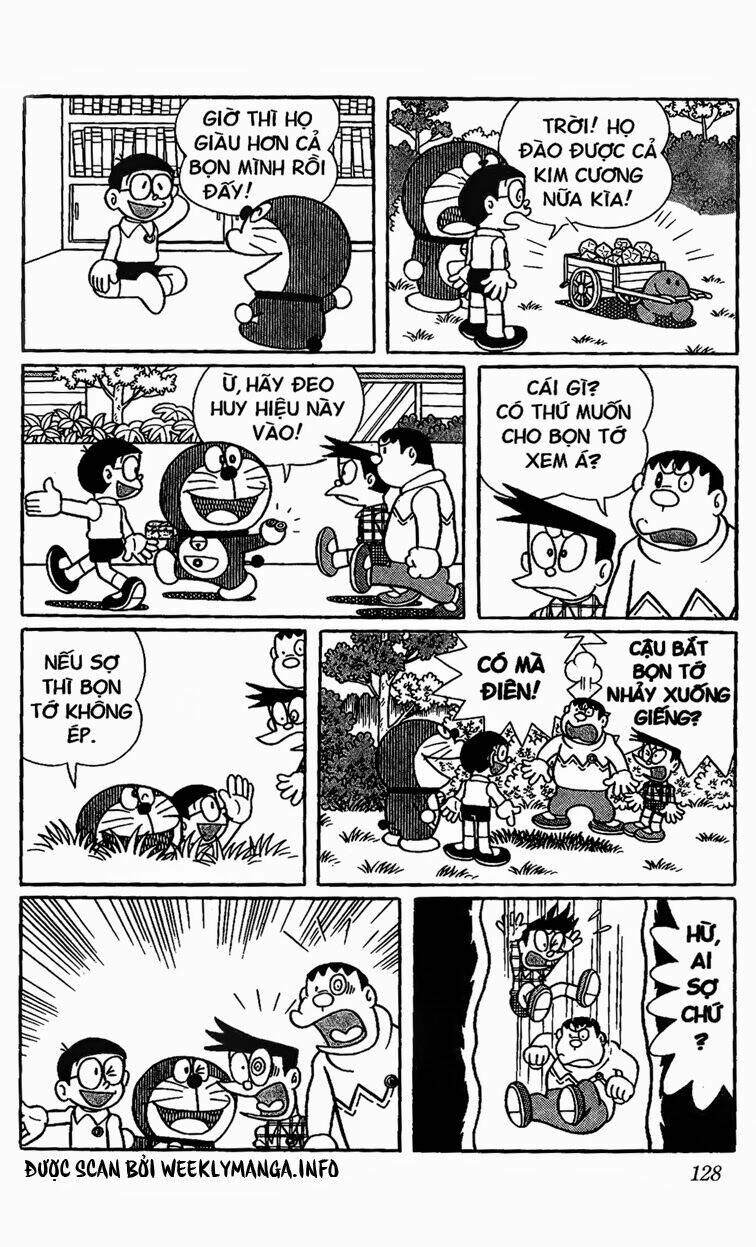 GIỜ THÌ HỌ
GIÀU HƠN CẢ
BỌN MÌNH RỒI
ĐẤY!
TRỜI! HỌ
ĐÀO ĐƯỢC CẢ
KIM CƯƠNG
NỮA KÌA!
Ừ, HÃY ĐEO
HUY HIỆU NÀY
VÀO!
CÁI GÌ?
CÓ THỨ MUỐN
CHO BỌN TỚ
XEM Á?
NẾU SỢ
THÌ BỌN
TỚ KHÔNG
ÉP.
CÓ MÀ
ĐIÊN!
CẬU BẮT
BỌN TỚ
NHẢY XUỐNG
GIẾNG?
HỪ,
AI
SỢ
CHỨ
?
ĐƯỢC SCAN BỞI WEEKLYMANGA.INFO
128